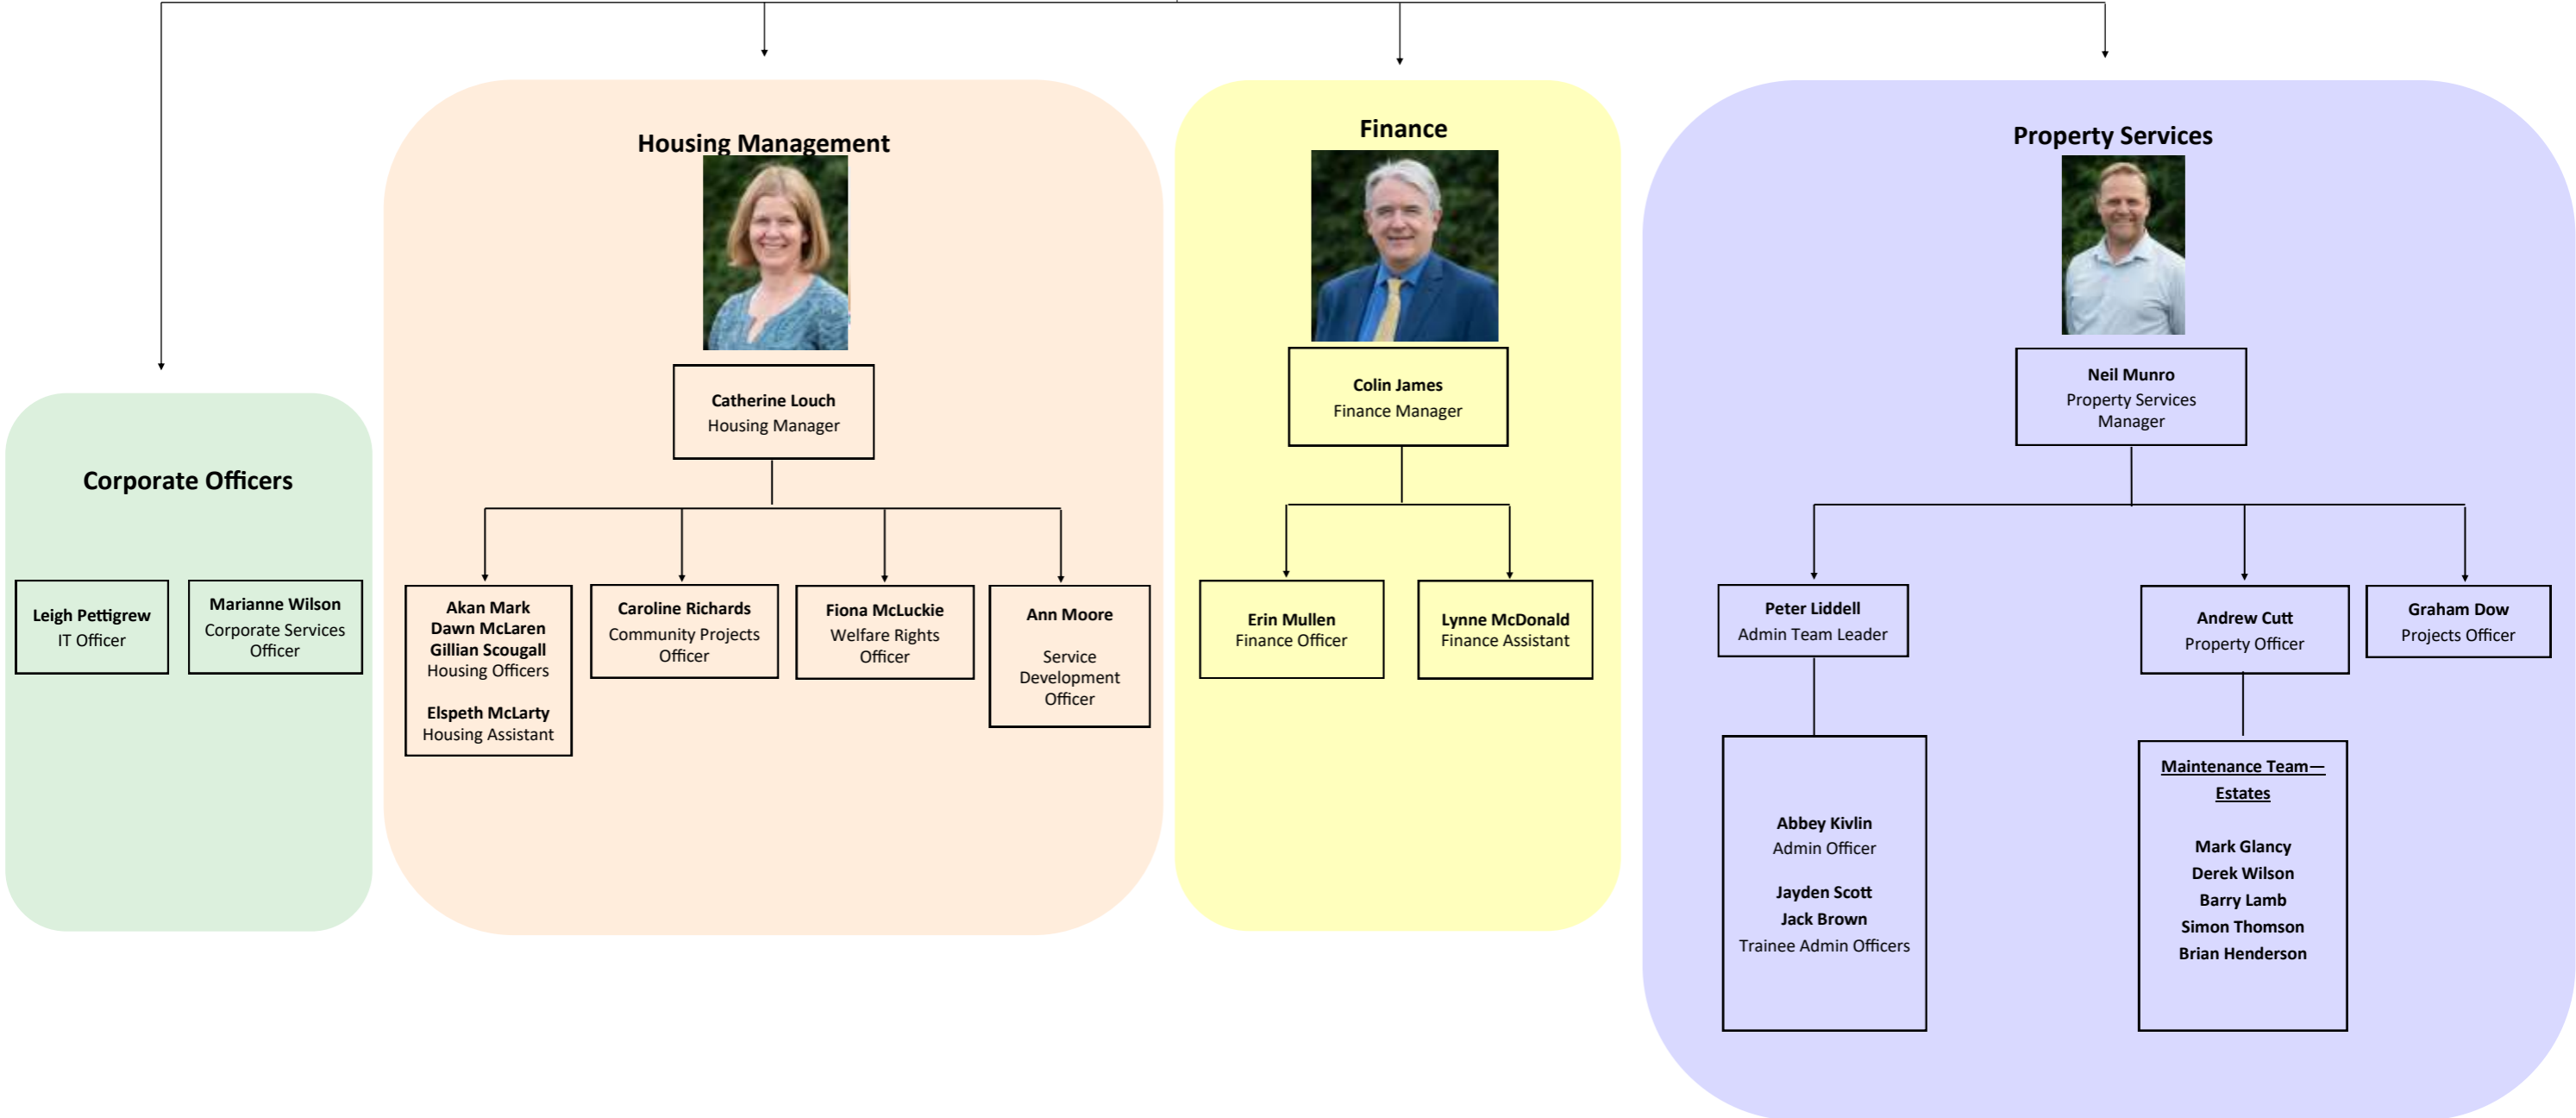 Corporate Officers
Leigh Pettigrew
IT Officer
Marianne Wilson
Corporate Services
Officer
Housing Management
Catherine Louch
Housing Manager
Akan Mark
Dawn McLaren
Gillian Scougall
Housing Officers
Elspeth McLarty
Housing Assistant
Caroline Richards
Community Projects
Officer
Fiona McLuckie
Welfare Rights
Officer
Ann Moore
Service
Development
Officer
Finance
Colin James
Finance Manager
Erin Mullen
Finance Officer
Lynne McDonald
Finance Assistant
Property Services
Neil Munro
Property Services
Manager
Peter Liddell
Admin Team Leader
Abbey Kivlin
Admin Officer
Jayden Scott
Jack Brown
Trainee Admin Officers
Andrew Cutt
Property Officer
Maintenance Team—
Estates
Mark Glancy
Derek Wilson
Barry Lamb
Simon Thomson
Brian Henderson
Graham Dow
Projects Officer